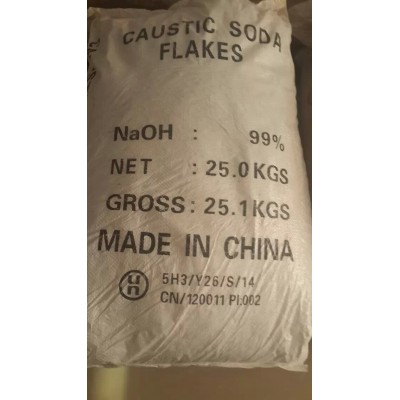 CAUSTIC SODA
FLAKES
NaOH : 99%
NET : 25.0 KGS
GROSS : 25.1 KGS
MADE IN CHINA
un 5H3/Y26/S/14
CN/120011 PI.002